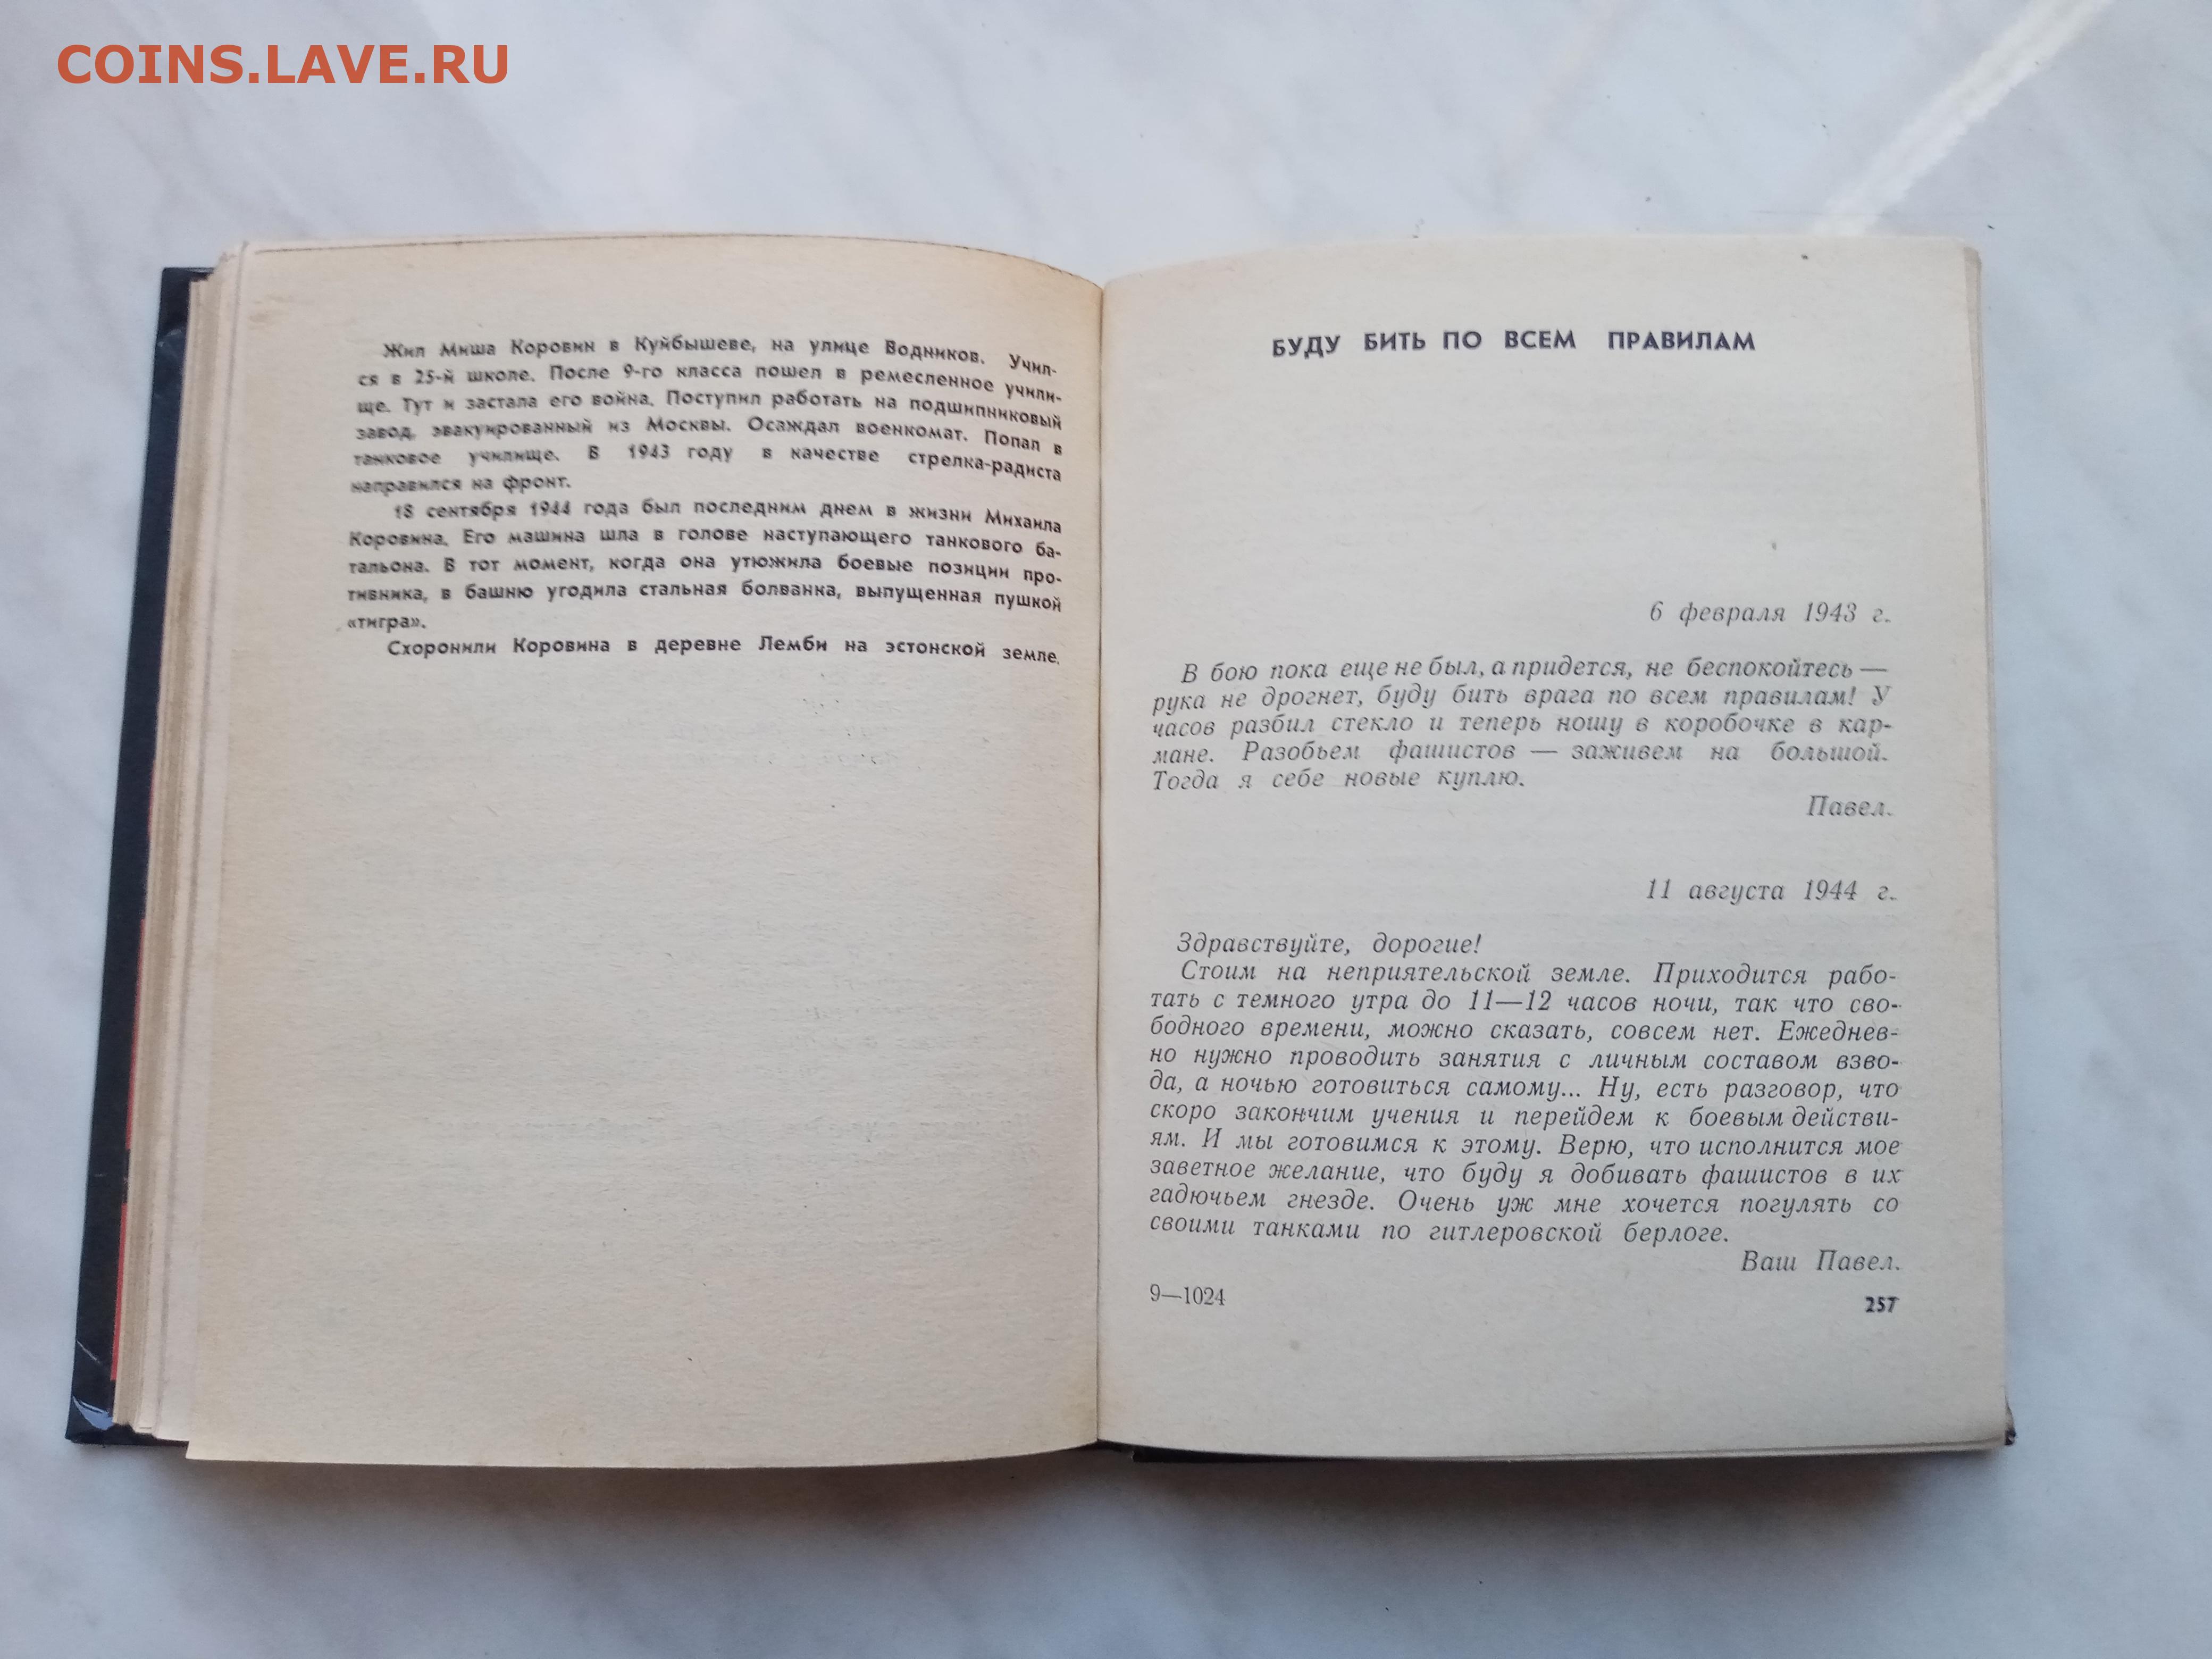 COINS.LAVE.RU
Жил Миша Коровин в Куйбышеве, на улице Водников. Учил-
ся в 25-й школе. После 9-го класса пошел в ремесленное учили-
ще. Тут и застала его война. Поступил работать на подшипниковый
завод, эвакуированный из Москвы. Осаждал военкомат. Попал в
танковое училище. В 1943 году в качестве стрелка-радиста
направился на фронт.
18 сентября 1944 года был последним днем в жизни Михаила
Коровина. Его машина шла в голове наступающего танкового ба-
тальона. В тот момент, когда она утюжила боевые позиции про-
тивника, в башню угодила стальная болванка, выпущенная пушкой
«тигра».
Схоронили Коровина в деревне Лемби на эстонской земле.
БУДУ БИТЬ ПО ВСЕМ ПРАВИЛАМ
6 февраля 1943 г.
В бою пока еще не был, а придется, не беспокойтесь —
рука не дрогнет, буду бить врага по всем правилам! У
часов разбил стекло и теперь ношу в коробочке в кар-
мане. Разобьем фашистов — заживем на большой.
Тогда я себе новые куплю.
Павел.
11 августа 1944 г.
Здравствуйте, дорогие!
Стоим на неприятельской земле. Приходится рабо-
тать с темного утра до 11—12 часов ночи, так что сво-
бодного времени, можно сказать, совсем нет. Ежеднев-
но нужно проводить занятия с личным составом взво-
да, а ночью готовиться самому... Ну, есть разговор, что
скоро закончим учения и перейдем к боевым действи-
ям. И мы готовимся к этому. Верю, что исполнится мое
заветное желание, что буду я добивать фашистов в их
гадючьем гнезде. Очень уж мне хочется погулять со
своими танками по гитлеровской берлоге.
Ваш Павел.
9—1024
257